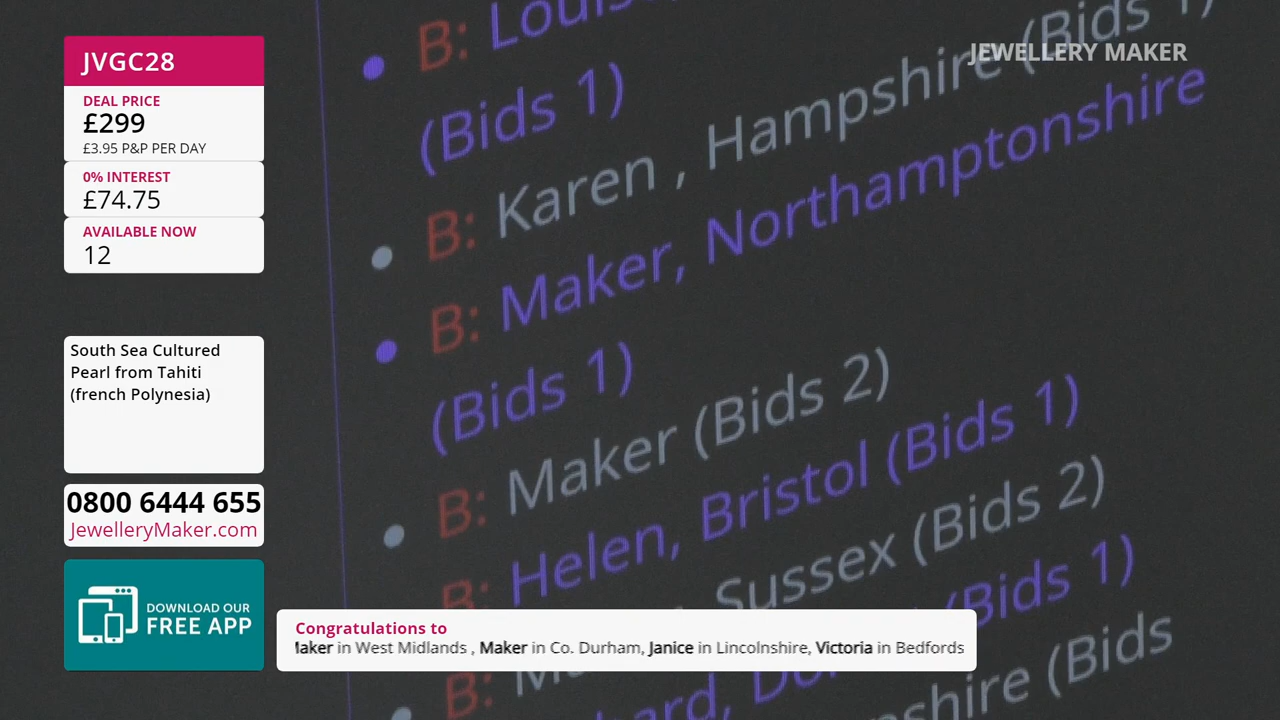 JVGC28
DEAL PRICE
£299
£3.95 P&P PER DAY
0% INTEREST
£74.75
AVAILABLE NOW
12
South Sea Cultured
Pearl from Tahiti
(french Polynesia)
0800 6444 655
JewelleryMaker.com
DOWNLOAD OUR
FREE APP
JEWELLERY MAKER
B:
(Bids 1)
B: Karen , Hampshire (Bids 1)
B: Maker, Northamptonshire
(Bids 1)
B: Maker (Bids 2)
B: Helen, Bristol (Bids 1)
Sussex (Bids 2)
(Bids 1)
B: (Bids
Congratulations to
in West Midlands , Maker in Co. Durham, Janice in Lincolnshire, Victoria in Bedfords